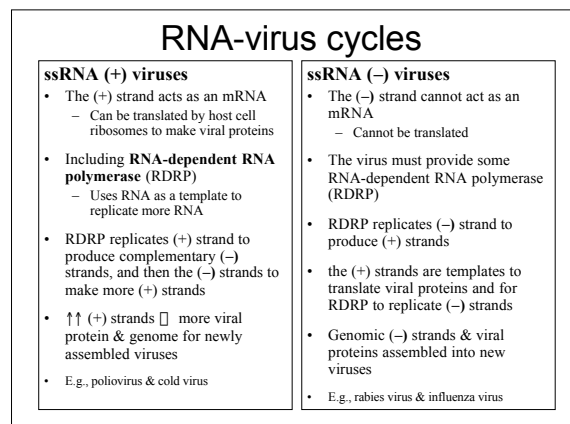 RNA-virus cycles
ssRNA (+) viruses
• The (+) strand acts as an mRNA
– Can be translated by host cell
ribosomes to make viral proteins
• Including RNA-dependent RNA
polymerase (RDRP)
– Uses RNA as a template to
replicate more RNA
• RDRP replicates (+) strand to
produce complementary (–)
strands, and then the (–) strands to
make more (+) strands
• ↑↑ (+) strands □ more viral
protein & genome for newly
assembled viruses
• E.g., poliovirus & cold virus
ssRNA (–) viruses
• The (–) strand cannot act as an
mRNA
– Cannot be translated
• The virus must provide some
RNA-dependent RNA polymerase
(RDRP)
• RDRP replicates (–) strand to
produce (+) strands
• the (+) strands are templates to
translate viral proteins and for
RDRP to replicate (–) strands
• Genomic (–) strands & viral
proteins assembled into new
viruses
• E.g., rabies virus & influenza virus